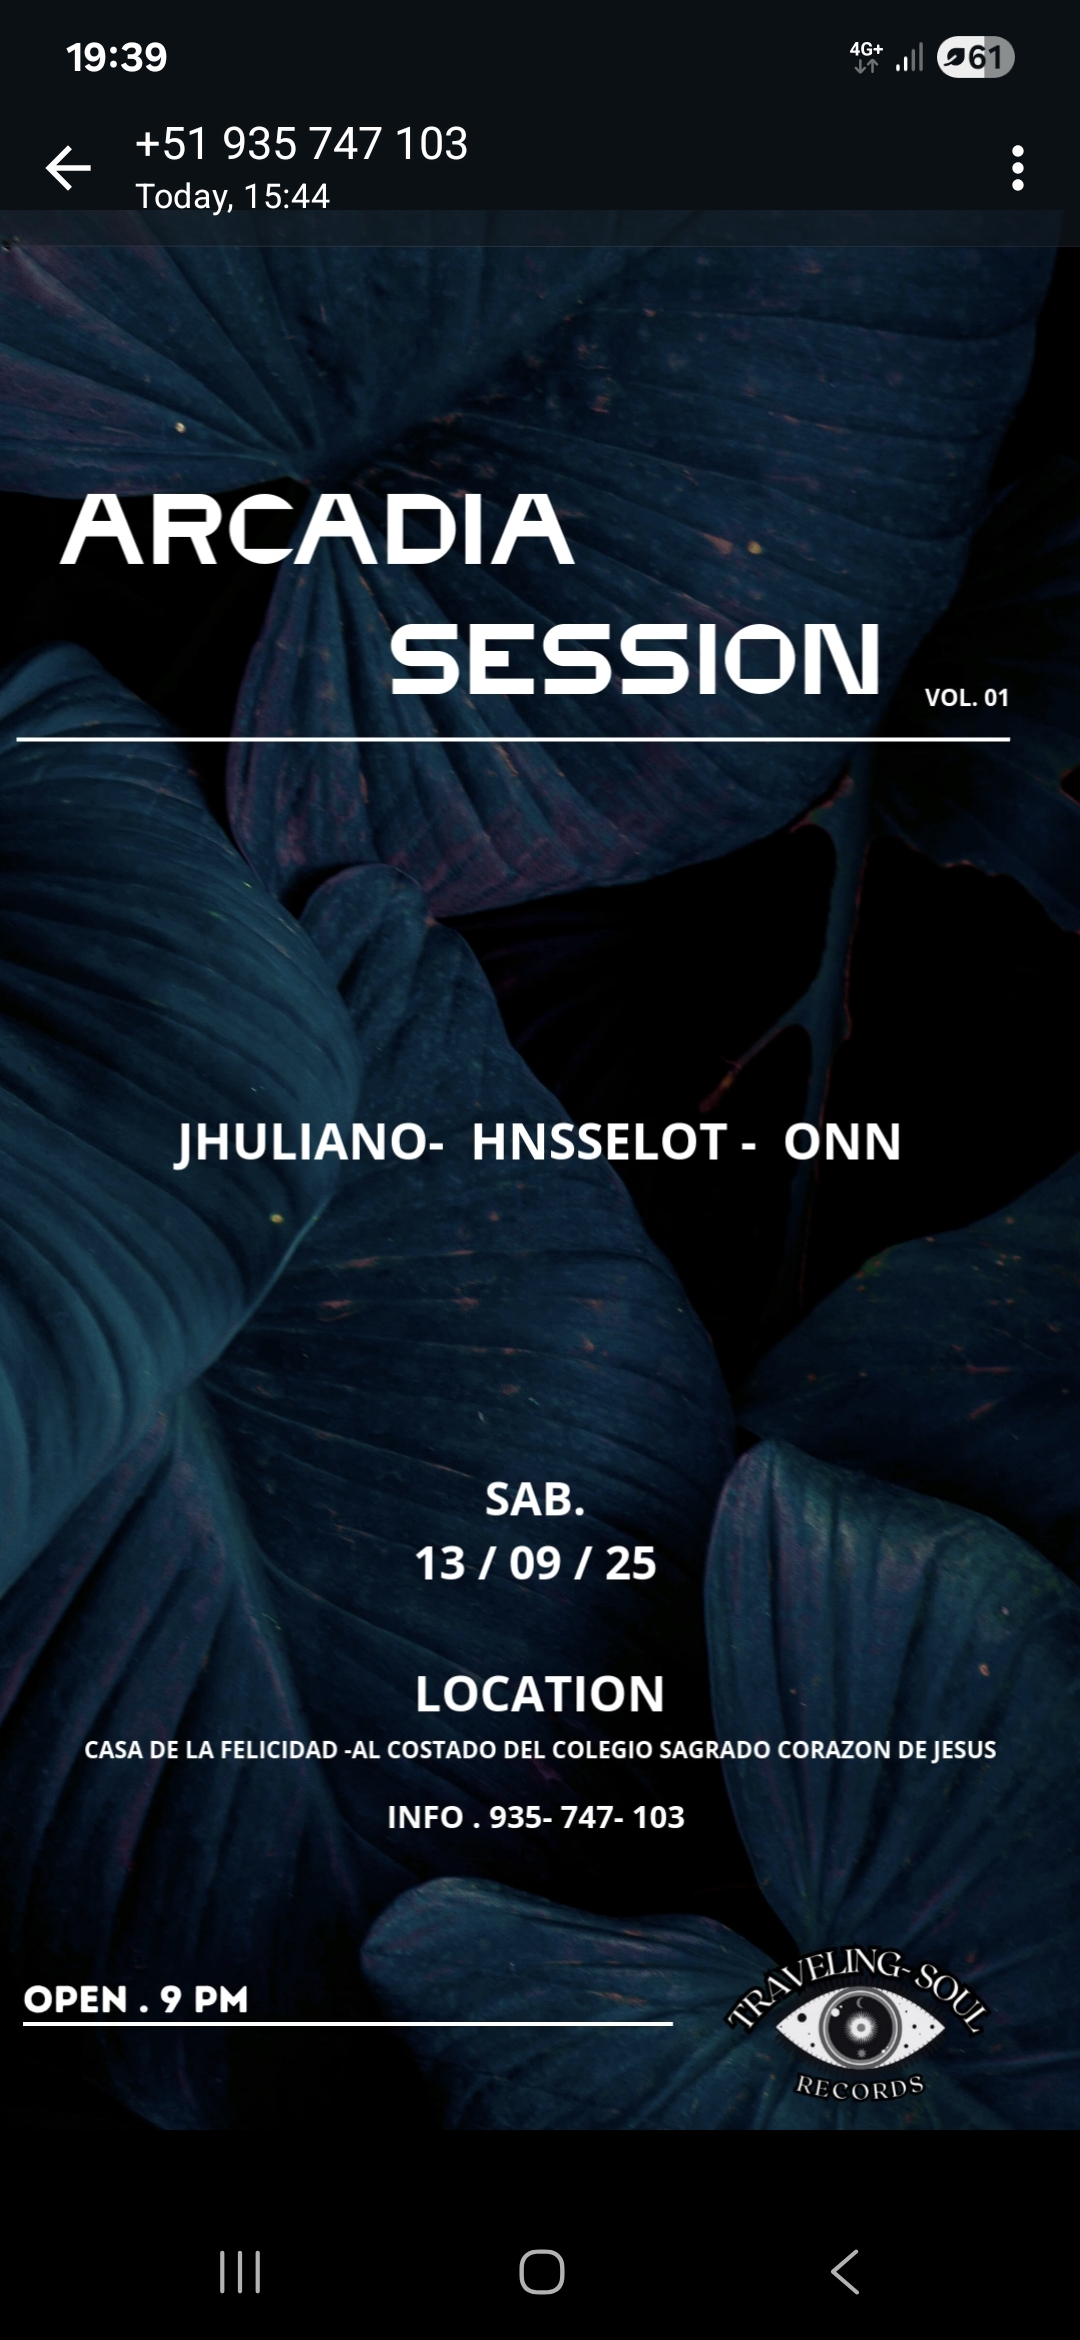 19:39
4G+
61
+51 935 747 103
Today, 15:44
ARCADIA
SESSION
VOL. 01
JHULIANO- HNSSELOT - ONN
SAB.
13 / 09 / 25
LOCATION
CASA DE LA FELICIDAD -AL COSTADO DEL COLEGIO SAGRADO CORAZON DE JESUS
INFO . 935- 747- 103
OPEN . 9 PM
TRAVELING-SOUL
RECORDS